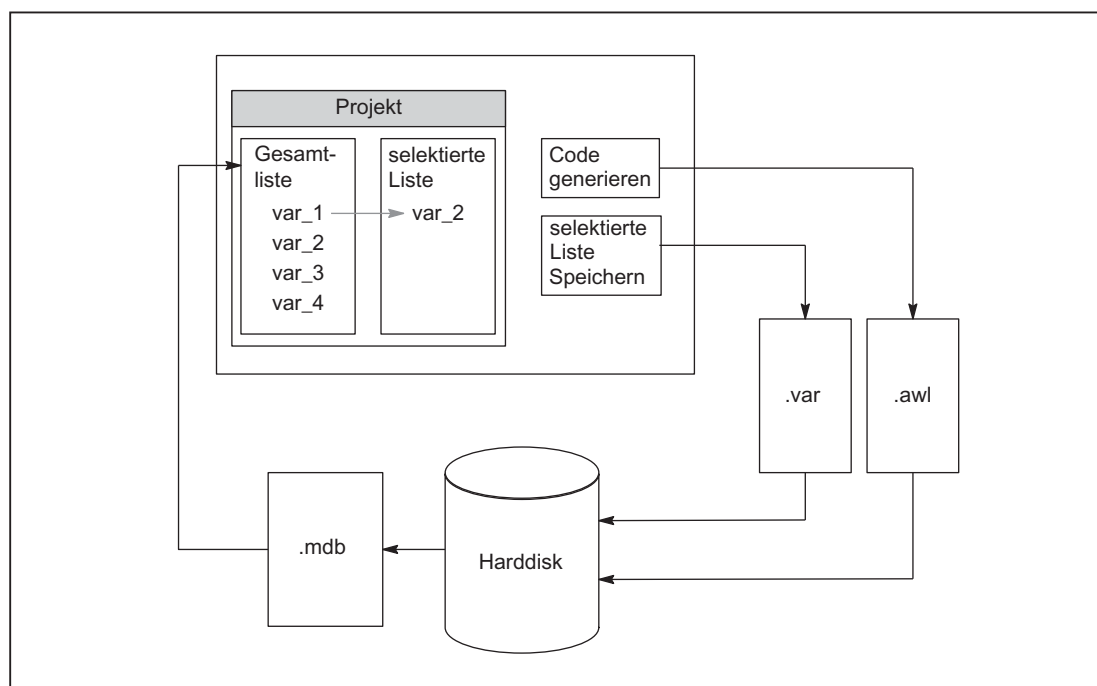 Projekt
Gesamt-
liste
var_1
var_2
var_3
var_4
selektierte
Liste
var_2
Code
generieren
selektierte
Liste
Speichern
.var
.awl
.mdb
Harddisk